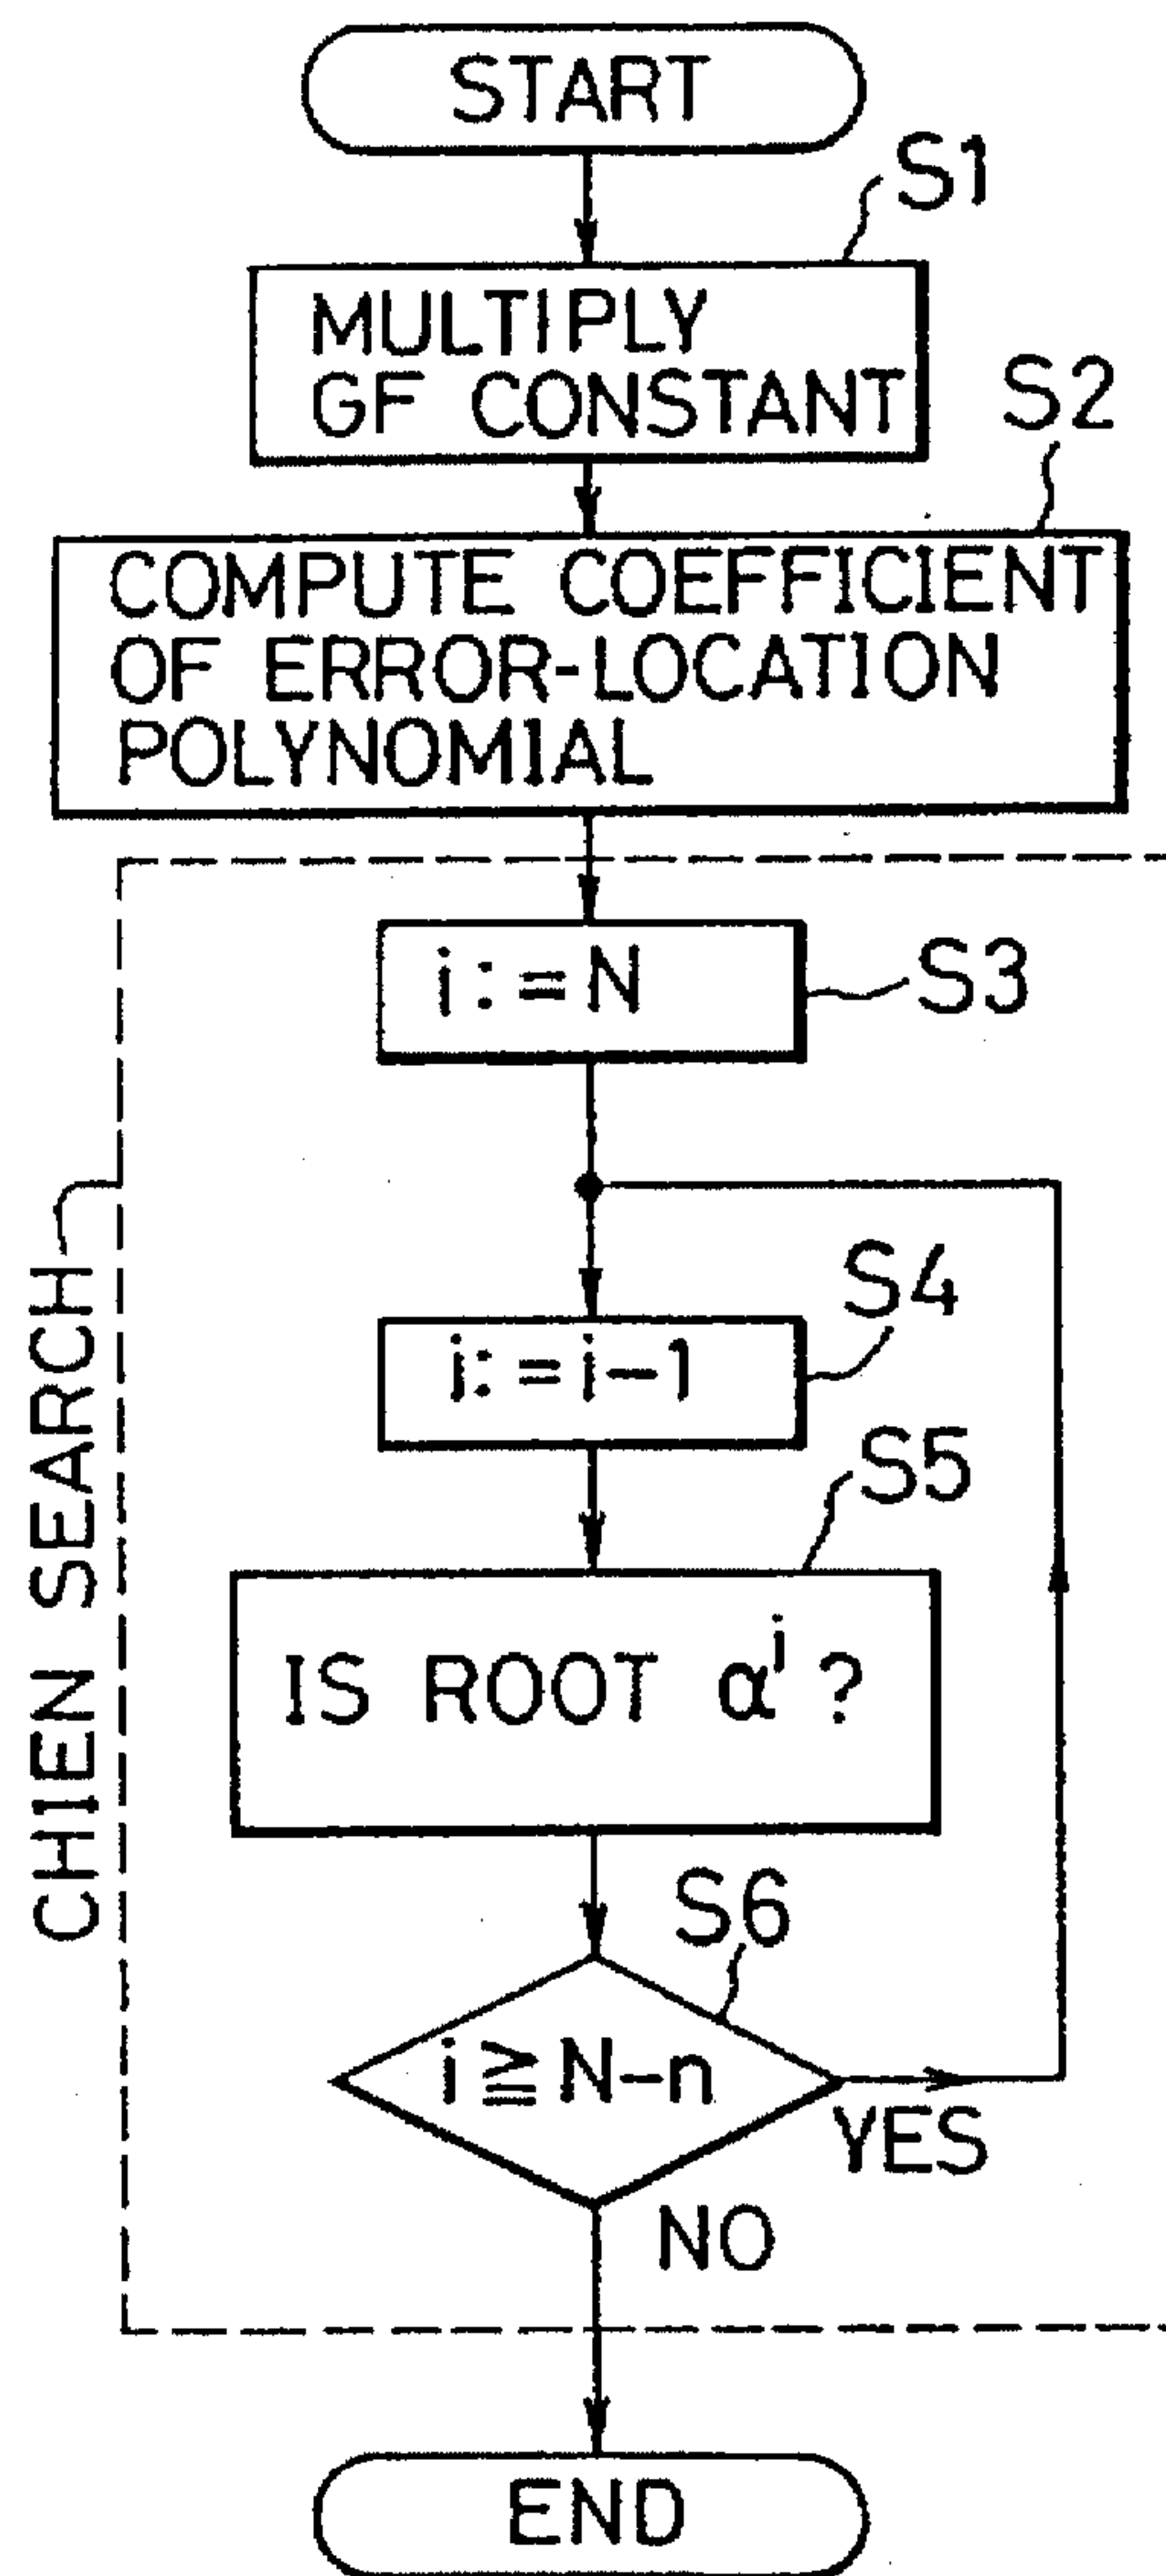 START
S1
MULTIPLY
GF CONSTANT
S2
COMPUTE COEFFICIENT
OF ERROR-LOCATION
POLYNOMIAL
i:=N
S3
S4
i:=i-1
S5
IS ROOT αⁱ?
S6
i≧N-n
YES
NO
CHIEN SEARCH
END